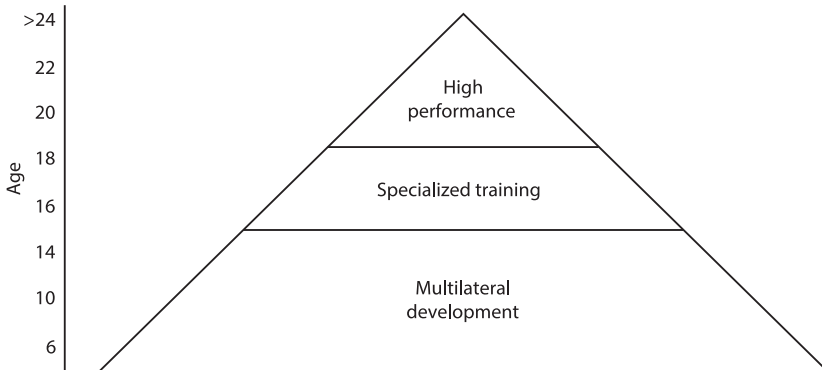 >24
22
20
18
16
14
10
6
Age
High
performance
Specialized training
Multilateral
development